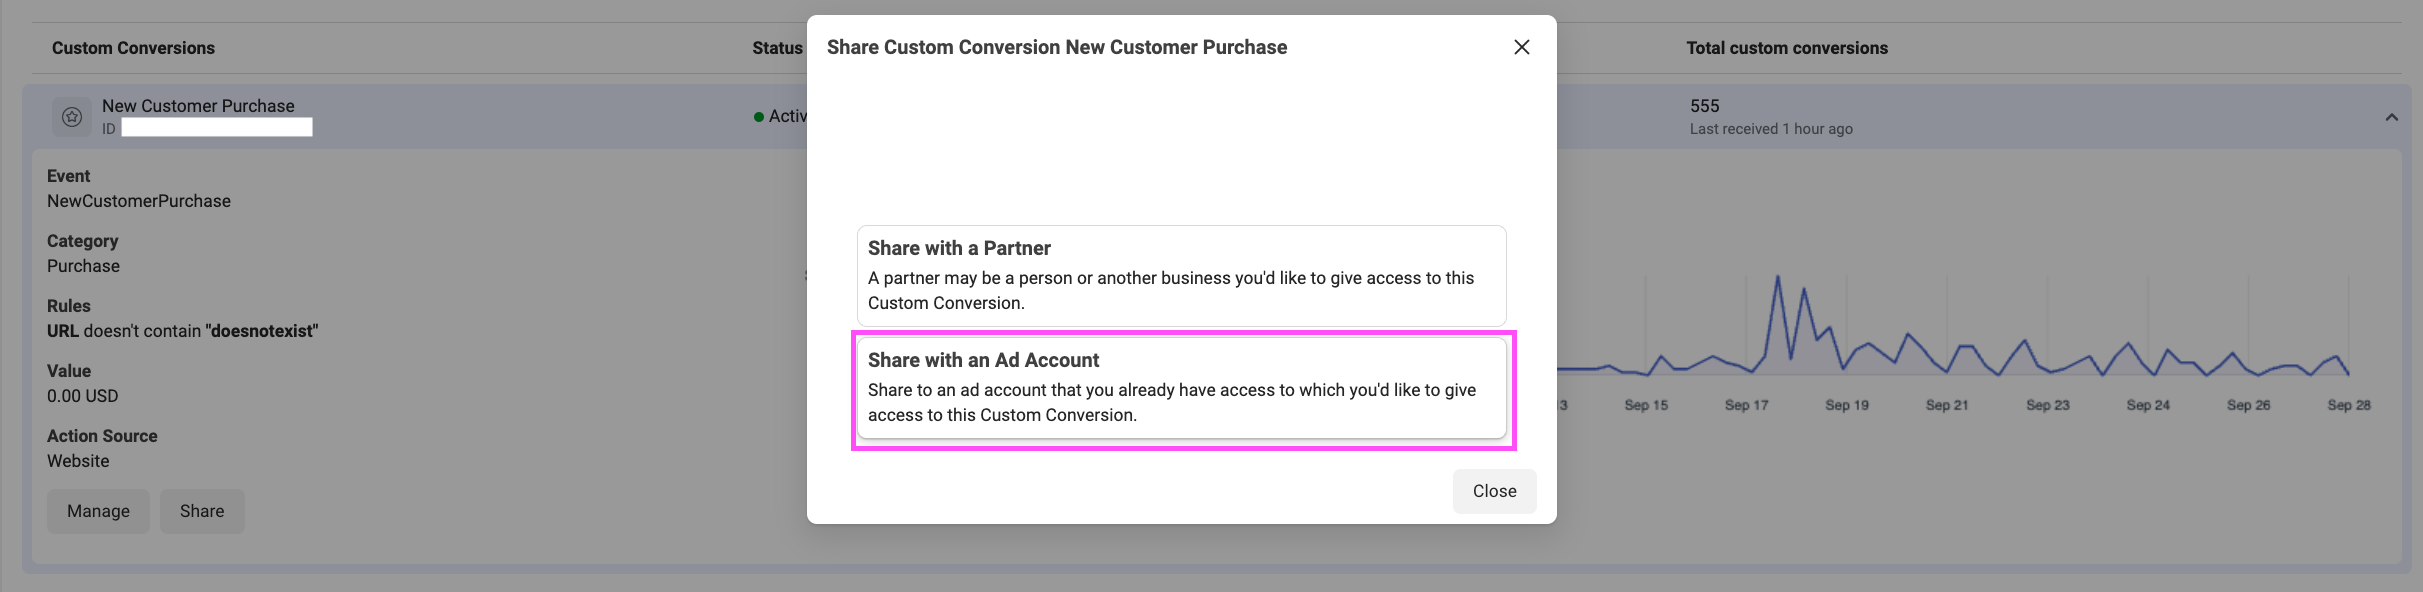 Custom Conversions
Status
Total custom conversions
New Customer Purchase
ID
Activ
555
Last received 1 hour ago
Event
NewCustomerPurchase
Category
Purchase
Rules
URL doesn't contain "doesnotexist"
Value
0.00 USD
Action Source
Website
Manage
Share
Share Custom Conversion New Customer Purchase
Share with a Partner
A partner may be a person or another business you'd like to give access to this
Custom Conversion.
Share with an Ad Account
Share to an ad account that you already have access to which you'd like to give
access to this Custom Conversion.
Close
13 Sep 15 Sep 17 Sep 19 Sep 21 Sep 23 Sep 24 Sep 26 Sep 28